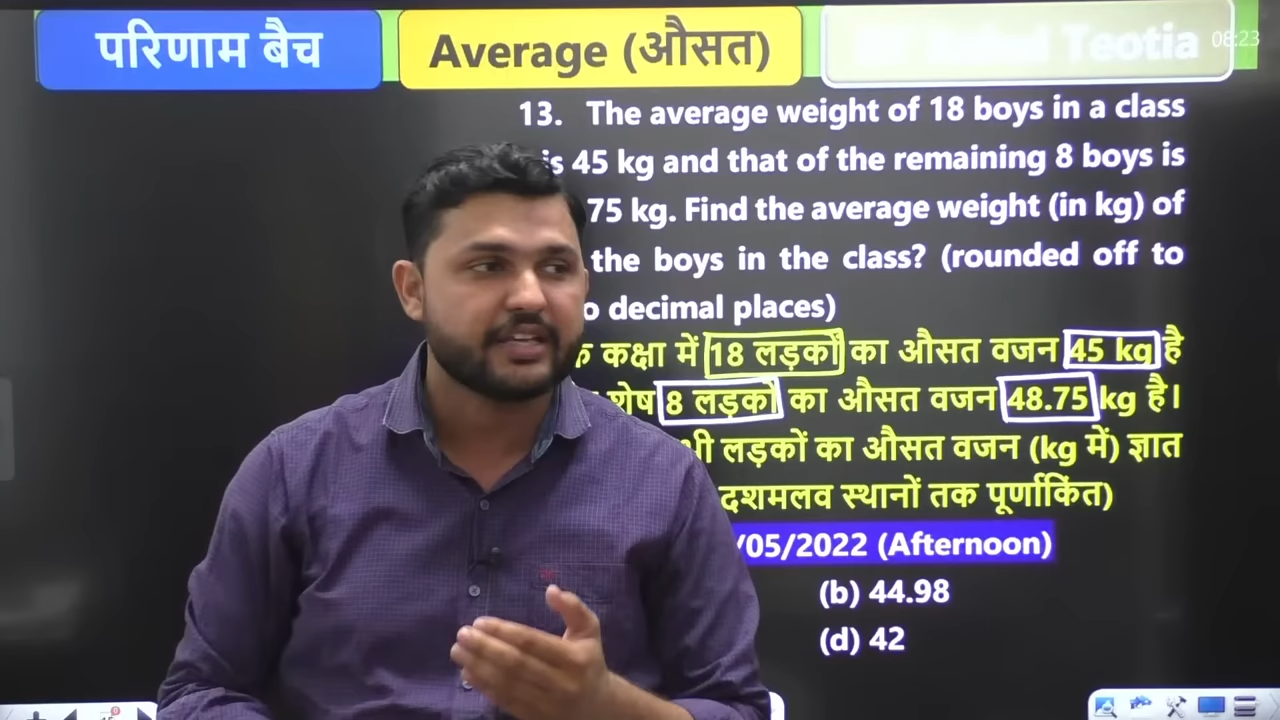 परिणाम बैच
Average (औसत)
Teotia
08:23
13. The average weight of 18 boys in a class
is 45 kg and that of the remaining 8 boys is
75 kg. Find the average weight (in kg) of
the boys in the class? (rounded off to
decimal places)
कक्षा में 18 लड़कों का औसत वजन 45 kg है
शेष 8 लड़कों का औसत वजन 48.75 kg है।
लड़कों का औसत वजन (kg में) ज्ञात
दशमलव स्थानों तक पूर्णांकित)
/05/2022 (Afternoon)
(b) 44.98
(d) 42